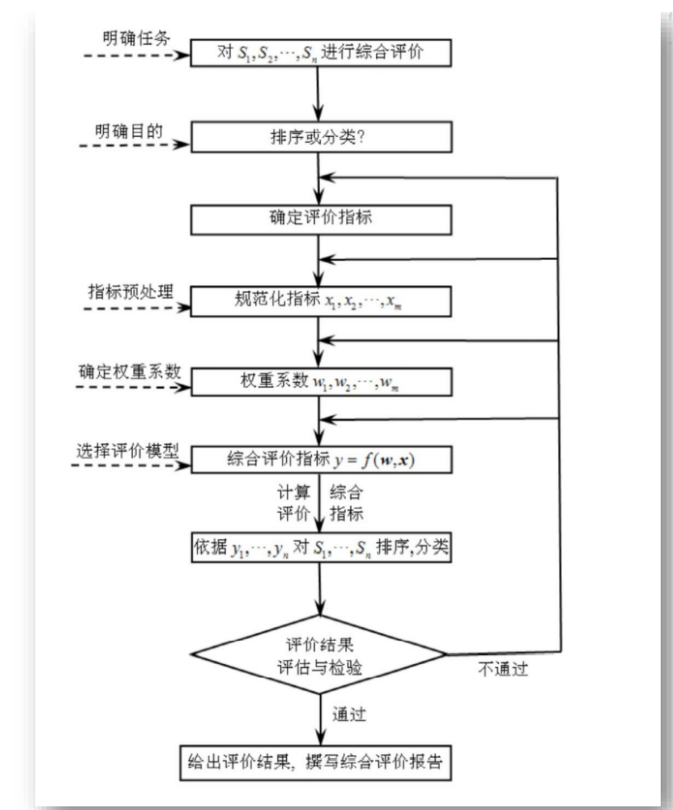 明确任务
对 S₁,S₂,⋯,Sₙ 进行综合评价
明确目的
排序或分类?
确定评价指标
指标预处理
规范化指标 x₁,x₂,⋯,xₘ
确定权重系数
权重系数 w₁,w₂,⋯,wₘ
选择评价模型
综合评价指标 y = f(w,x)
计算 综合
评价 指标
依据 y₁,⋯,yₙ 对 S₁,⋯,Sₙ 排序,分类
评价结果
评估与检验
不通过
通过
给出评价结果, 撰写综合评价报告